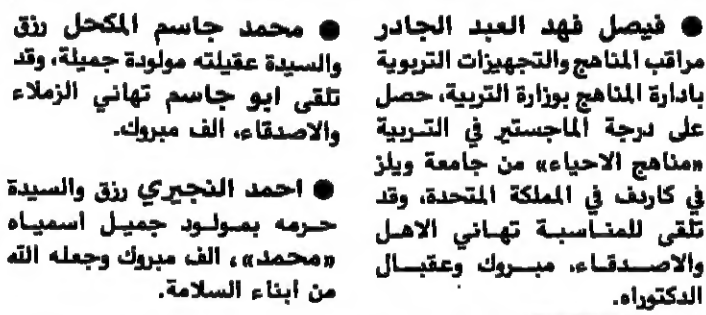 ● فيصل فهد العبد الجادر
مراقب المناهج والتجهيزات التربوية
بادارة المناهج بوزارة التربية، حصل
على درجة الماجستير في التربية
«مناهج الاحياء» من جامعة ويلز
في كاردف في المملكة المتحدة، وقد
تلقى للمناسبة تهاني الاهل
والاصدقاء، مبروك وعقبال
الدكتوراه.
● محمد جاسم المكحل رزق
والسيدة عقيلته مولودة جميلة، وقد
تلقى ابو جاسم تهاني الزملاء
والاصدقاء، الف مبروك.
● احمد النجيري رزق والسيدة
حرمه بمولود جميل اسمياه
«محمد»، الف مبروك وجعله الله
من ابناء السلامة.